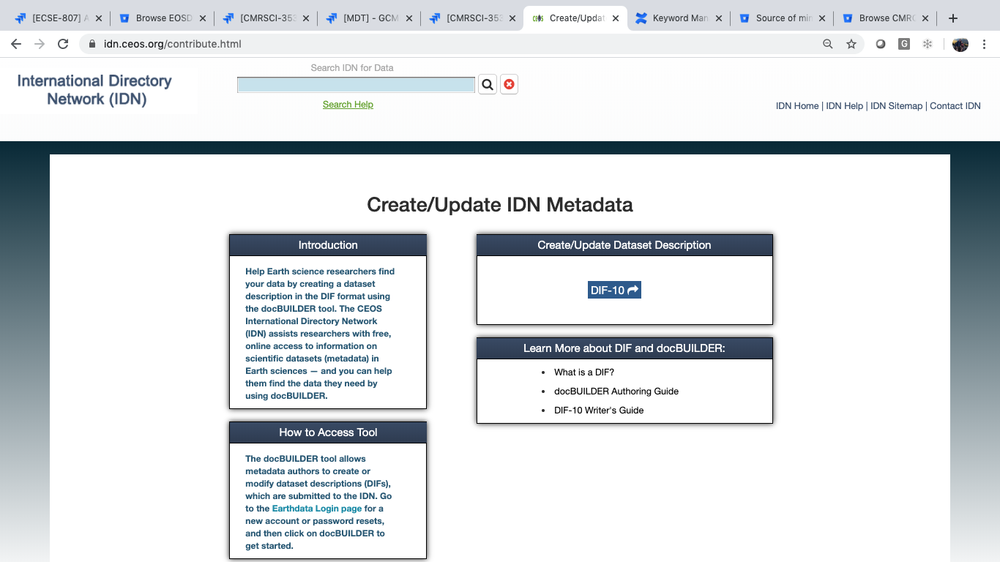 [ECSE-807] A
Browse EOSD
[CMRSCI-353
[MDT] - GCM
[CMRSCI-353
Create/Updat
Keyword Man
Source of min
Browse CMRC
idn.ceos.org/contribute.html
International Directory
Network (IDN)
Search IDN for Data
Search Help
IDN Home | IDN Help | IDN Sitemap | Contact IDN
Create/Update IDN Metadata
Introduction
Help Earth science researchers find
your data by creating a dataset
description in the DIF format using
the docBUILDER tool. The CEOS
International Directory Network
(IDN) assists researchers with free,
online access to information on
scientific datasets (metadata) in
Earth sciences — and you can help
them find the data they need by
using docBUILDER.
How to Access Tool
The docBUILDER tool allows
metadata authors to create or
modify dataset descriptions (DIFs),
which are submitted to the IDN. Go
to the Earthdata Login page for a
new account or password resets,
and then click on docBUILDER to
get started.
Create/Update Dataset Description
DIF-10
Learn More about DIF and docBUILDER:
• What is a DIF?
• docBUILDER Authoring Guide
• DIF-10 Writer's Guide